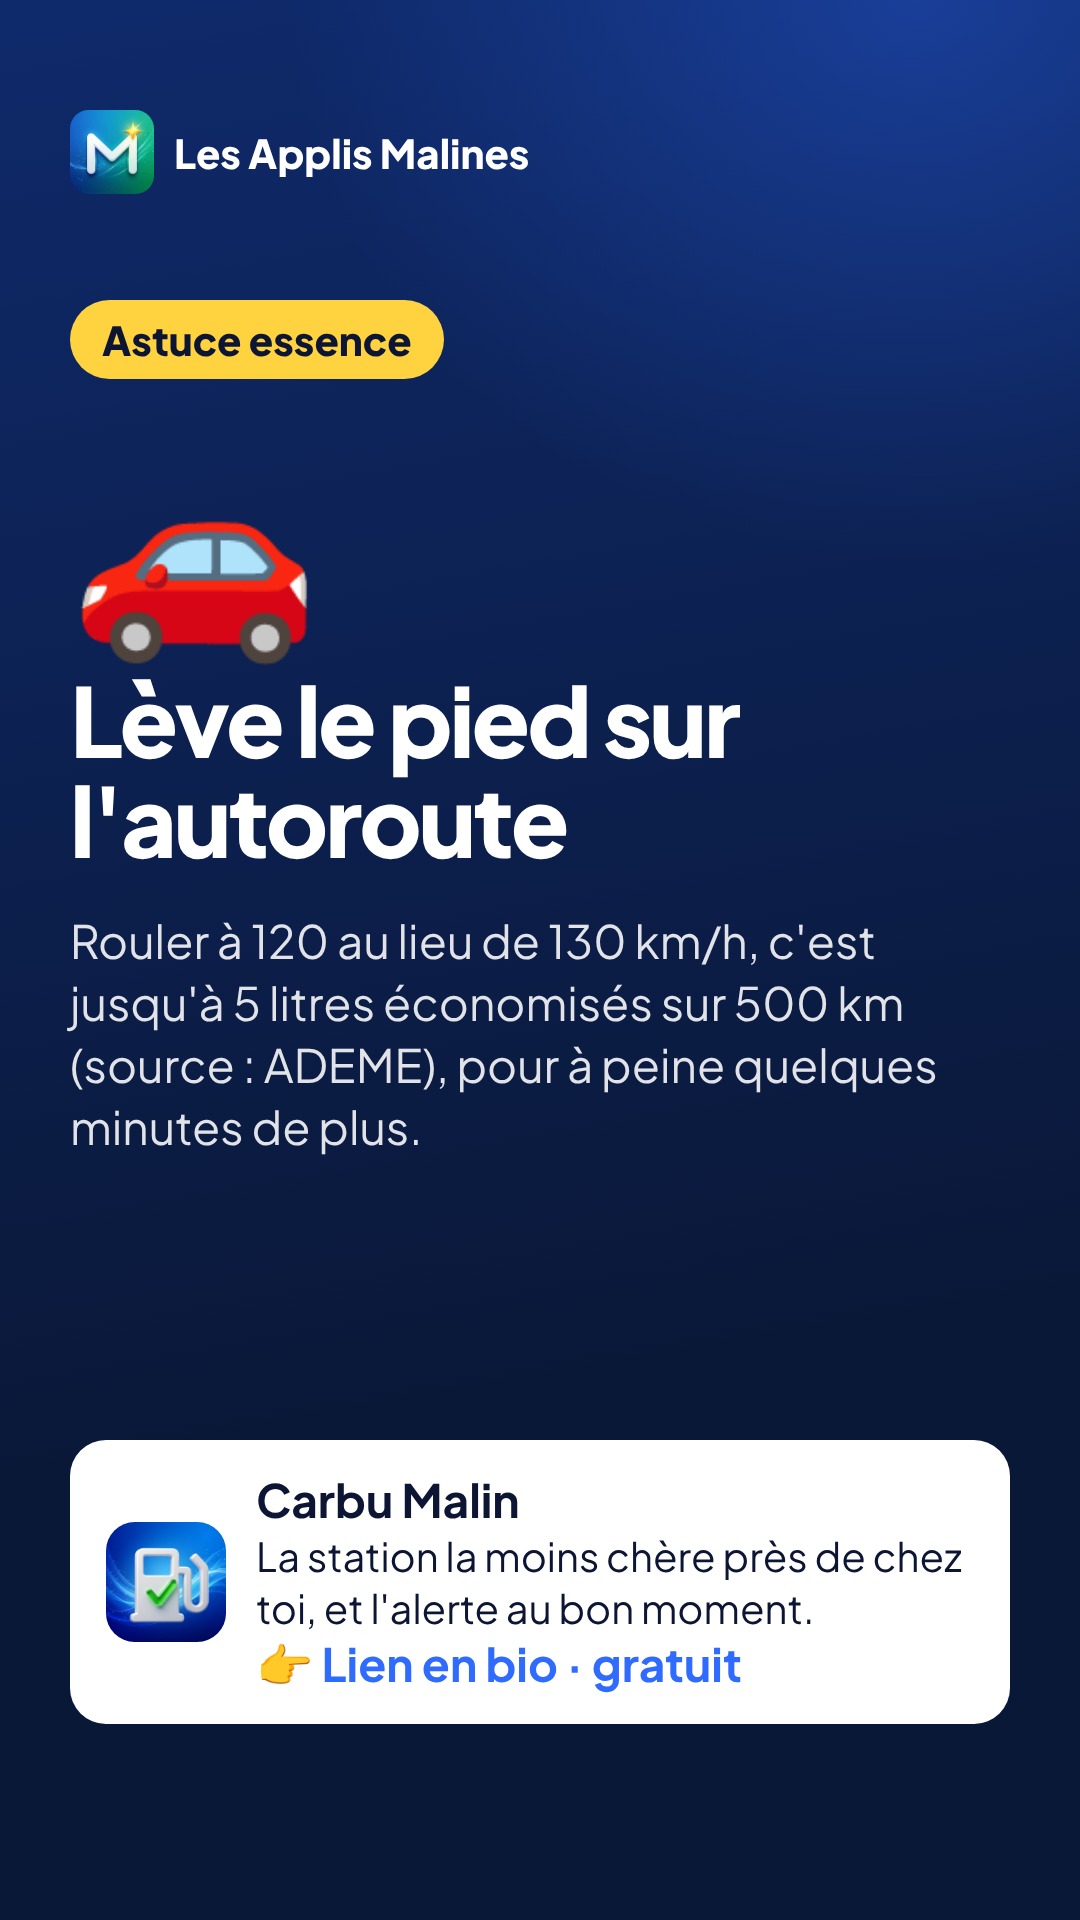 Les Applis Malines
Astuce essence
Lève le pied sur
l'autoroute
Rouler à 120 au lieu de 130 km/h, c'est
jusqu'à 5 litres économisés sur 500 km
(source : ADEME), pour à peine quelques
minutes de plus.
Carbu Malin
La station la moins chère près de chez
toi, et l'alerte au bon moment.
👉 Lien en bio · gratuit